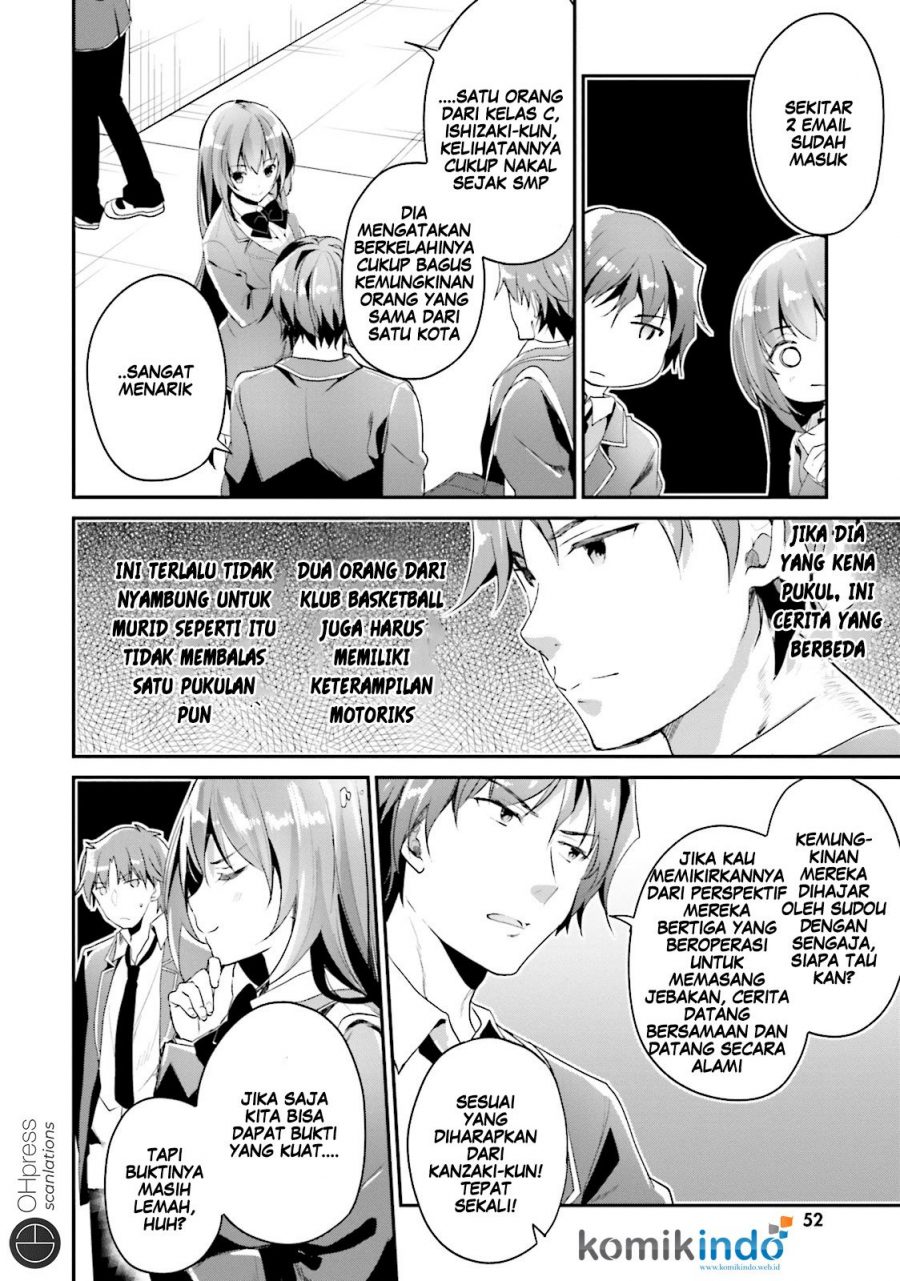 SEKITAR
2 EMAIL
SUDAH
MASUK
....SATU ORANG
DARI KELAS C,
ISHIZAKI-KUN,
KELIHATANNYA
CUKUP NAKAL
SEJAK SMP
DIA
MENGATAKAN
BERKELAHINYA
CUKUP BAGUS
KEMUNGKINAN
ORANG YANG
SAMA DARI
SATU KOTA
..SANGAT
MENARIK
JIKA DIA
YANG KENA
PUKUL, INI
CERITA YANG
BERBEDA
DUA ORANG DARI
KLUB BASKETBALL
JUGA HARUS
MEMILIKI
KETERAMPILAN
MOTORIKS
INI TERLALU TIDAK
NYAMBUNG UNTUK
MURID SEPERTI ITU
TIDAK MEMBALAS
SATU PUKULAN
PUN
KEMUNG-
KINAN
MEREKA
DIHAJAR
OLEH SUDOU
DENGAN
SENGAJA,
SIAPA TAU
KAN?
JIKA KAU
MEMIKIRKANNYA
DARI PERSPEKTIF
MEREKA
BERTIGA YANG
BEROPERASI
UNTUK
MEMASANG
JEBAKAN, CERITA
DATANG
BERSAMAAN DAN
DATANG SECARA
ALAMI
SESUAI
YANG
DIHARAPKAN
DARI
KANZAKI-KUN!
TEPAT
SEKALI!
JIKA SAJA
KITA BISA
DAPAT BUKTI
YANG KUAT....
TAPI
BUKTINYA
MASIH
LEMAH,
HUH?
OHpress
scanlations
52
komikindo
www.komikindo.web.id